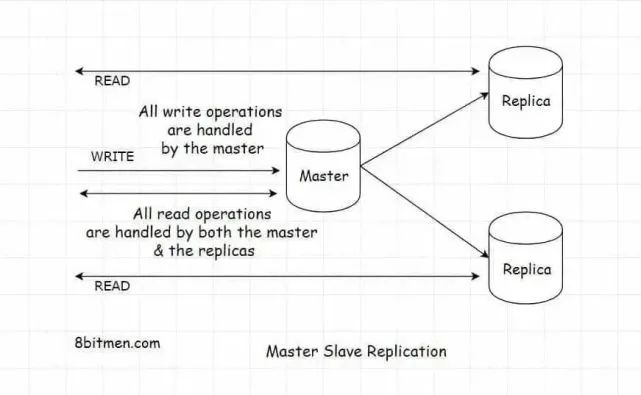 READ
Replica
All write operations
are handled
by the master
WRITE
Master
All read operations
are handled by both the master
& the replicas
Replica
READ
8bitmen.com
Master Slave Replication